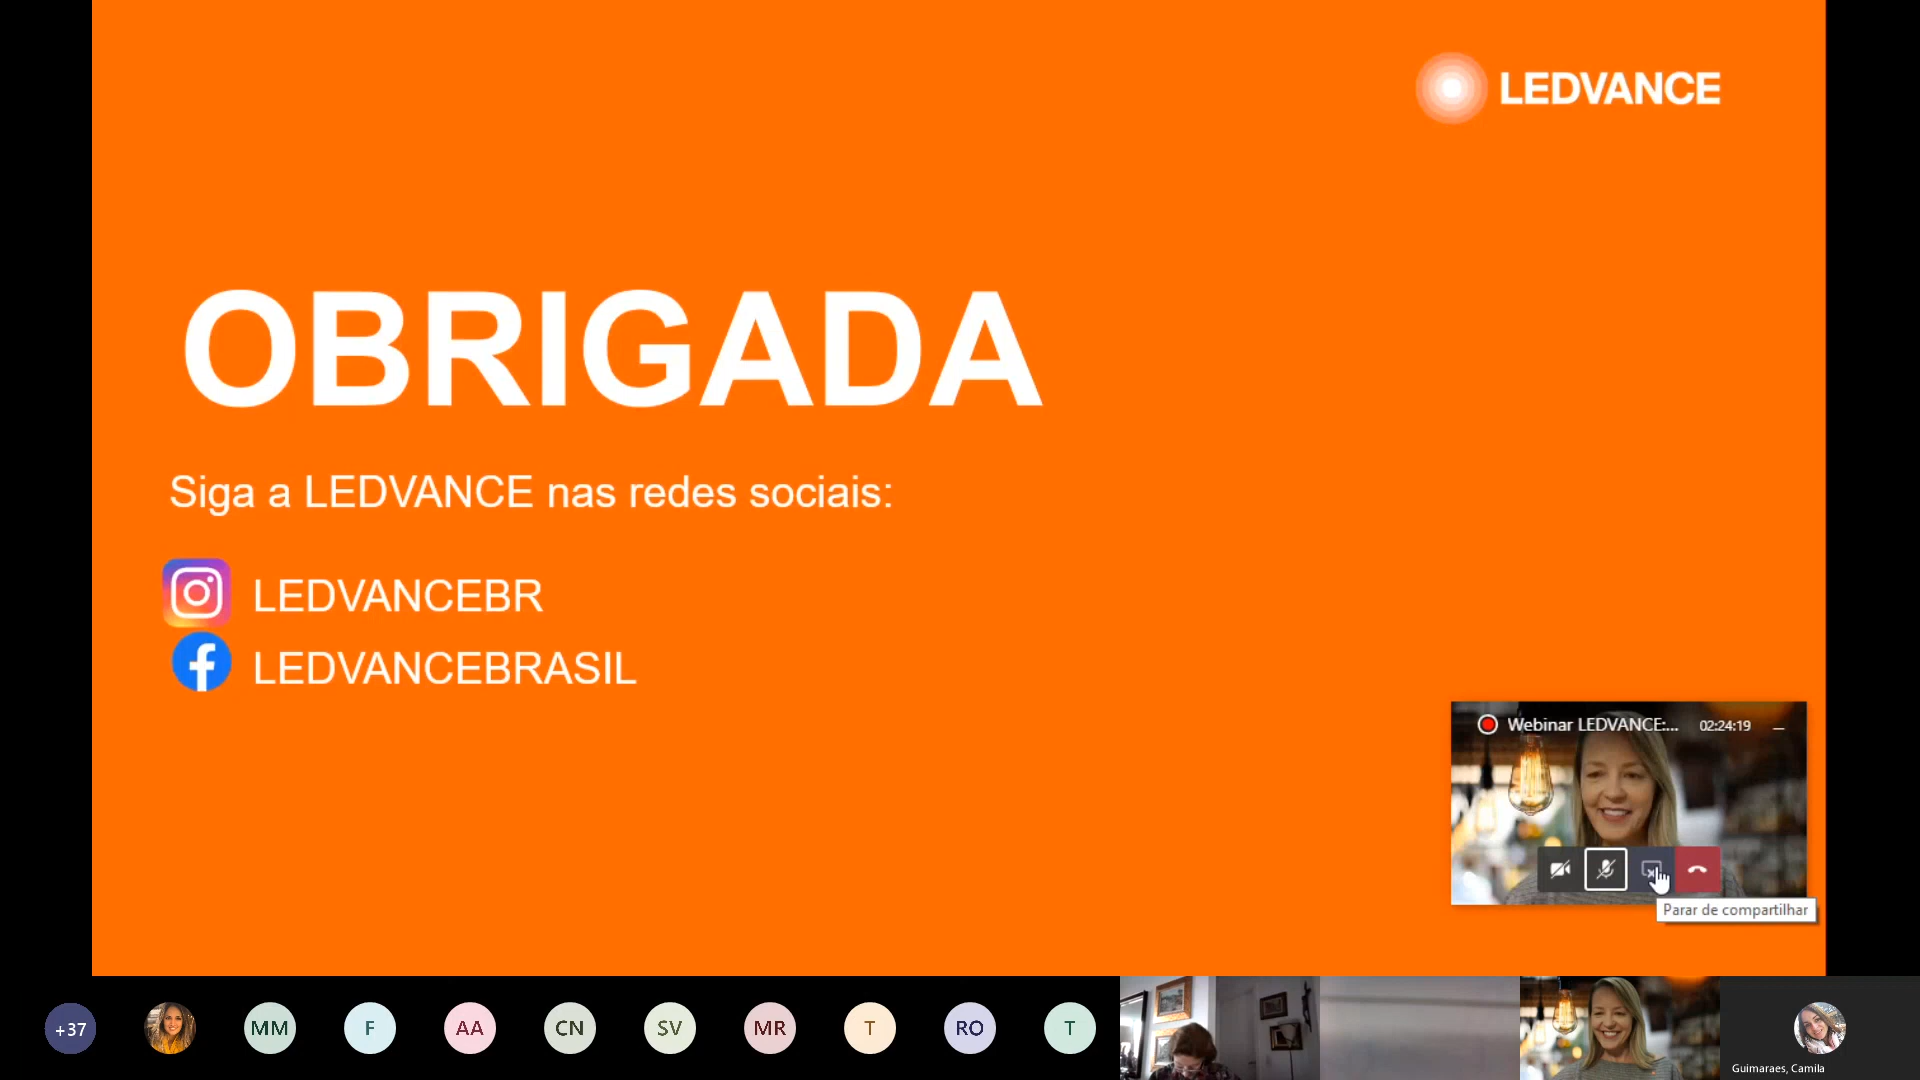 LEDVANCE
OBRIGADA
Siga a LEDVANCE nas redes sociais:
LEDVANCEBR
LEDVANCEBRASIL
Webinar LEDVANCE:... 02:24:19
Parar de compartilhar
+37 MM F AA CN SV MR T RO T
Guimaraes, Camila